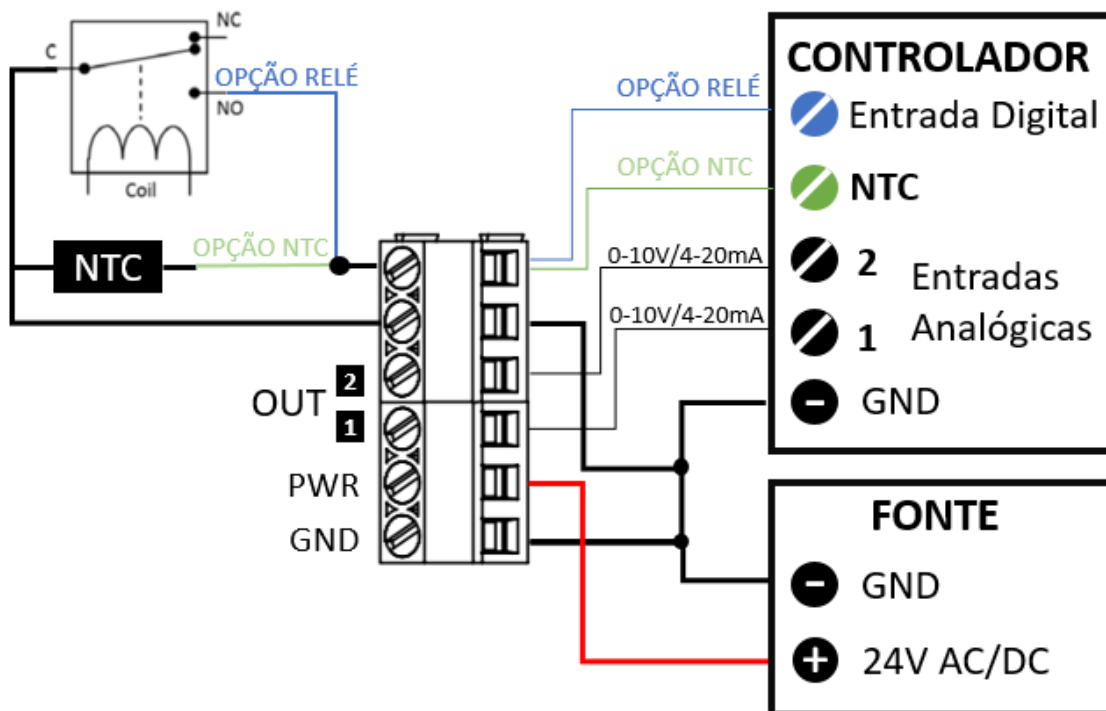 NC
C
OPÇÃO RELÉ
NO
Coil
NTC
OPÇÃO NTC
OUT
2
1
PWR
GND
OPÇÃO RELÉ
OPÇÃO NTC
0-10V/4-20mA
0-10V/4-20mA
CONTROLADOR
Entrada Digital
NTC
2
1
Entradas
Analógicas
- GND
FONTE
- GND
+ 24V AC/DC